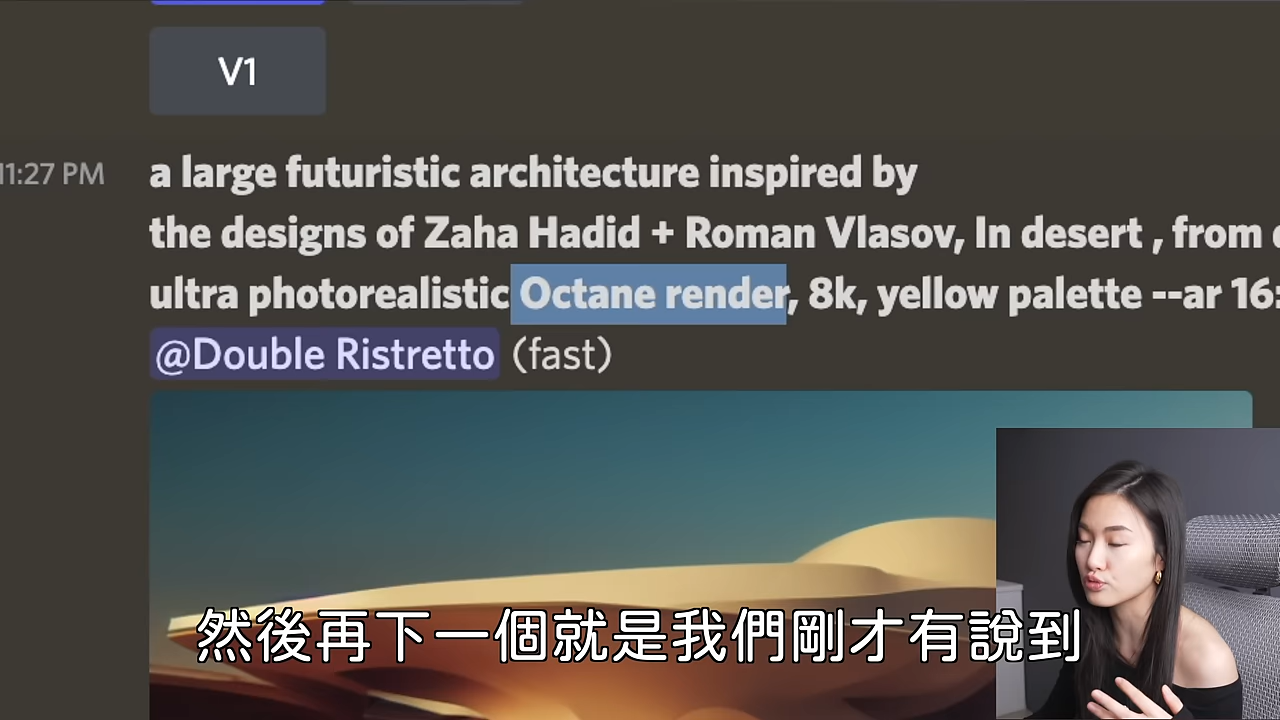 V1
11:27 PM
a large futuristic architecture inspired by
the designs of Zaha Hadid + Roman Vlasov, In desert , from
ultra photorealistic Octane render, 8k, yellow palette --ar 16:
@Double Ristretto (fast)
然後再下一個就是我們剛才有說到